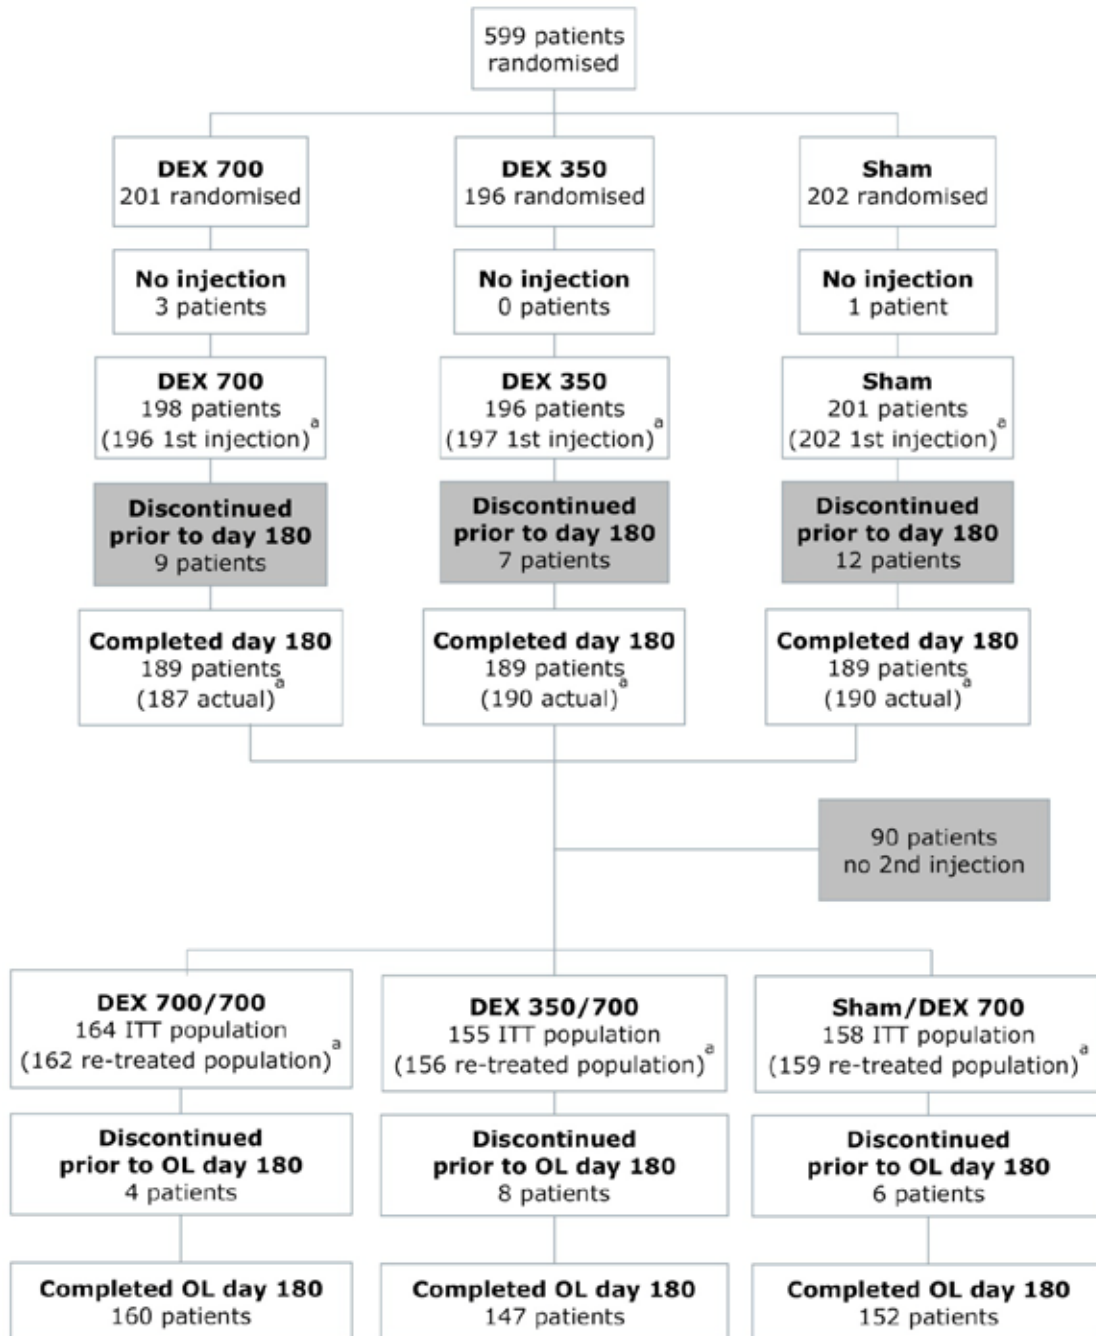 599 patients
randomised
DEX 700
201 randomised
DEX 350
196 randomised
Sham
202 randomised
No injection
3 patients
No injection
0 patients
No injection
1 patient
DEX 700
198 patients
(196 1st injection)a
DEX 350
196 patients
(197 1st injection)a
Sham
201 patients
(202 1st injection)a
Discontinued
prior to day 180
9 patients
Discontinued
prior to day 180
7 patients
Discontinued
prior to day 180
12 patients
Completed day 180
189 patients
(187 actual)a
Completed day 180
189 patients
(190 actual)a
Completed day 180
189 patients
(190 actual)a
90 patients
no 2nd injection
DEX 700/700
164 ITT population
(162 re-treated population)a
DEX 350/700
155 ITT population
(156 re-treated population)a
Sham/DEX 700
158 ITT population
(159 re-treated population)a
Discontinued
prior to OL day 180
4 patients
Discontinued
prior to OL day 180
8 patients
Discontinued
prior to OL day 180
6 patients
Completed OL day 180
160 patients
Completed OL day 180
147 patients
Completed OL day 180
152 patients